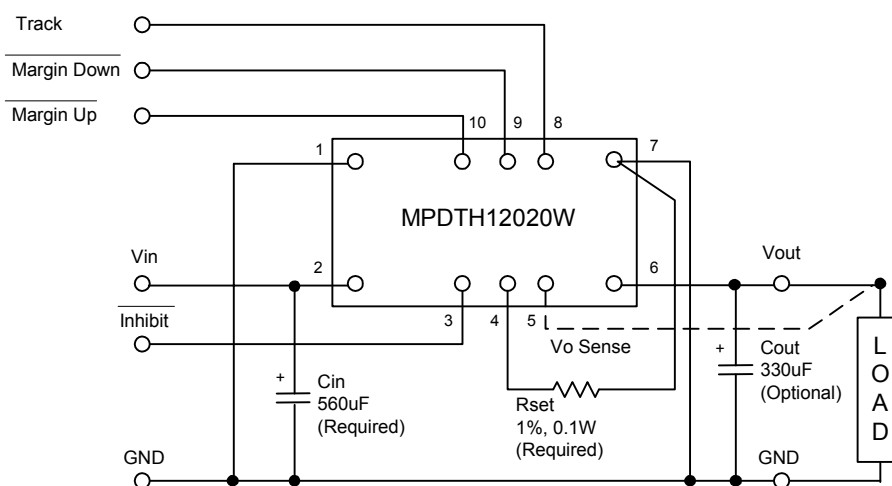 Track
Margin Down
Margin Up
10 9 8
1 7
MPDTH12020W
Vin
2 6
Vout
Inhibit
3 4 5
Vo Sense
+ Cin
560uF
(Required)
Rset
1%, 0.1W
(Required)
+ Cout
330uF
(Optional)
L
O
A
D
GND
GND